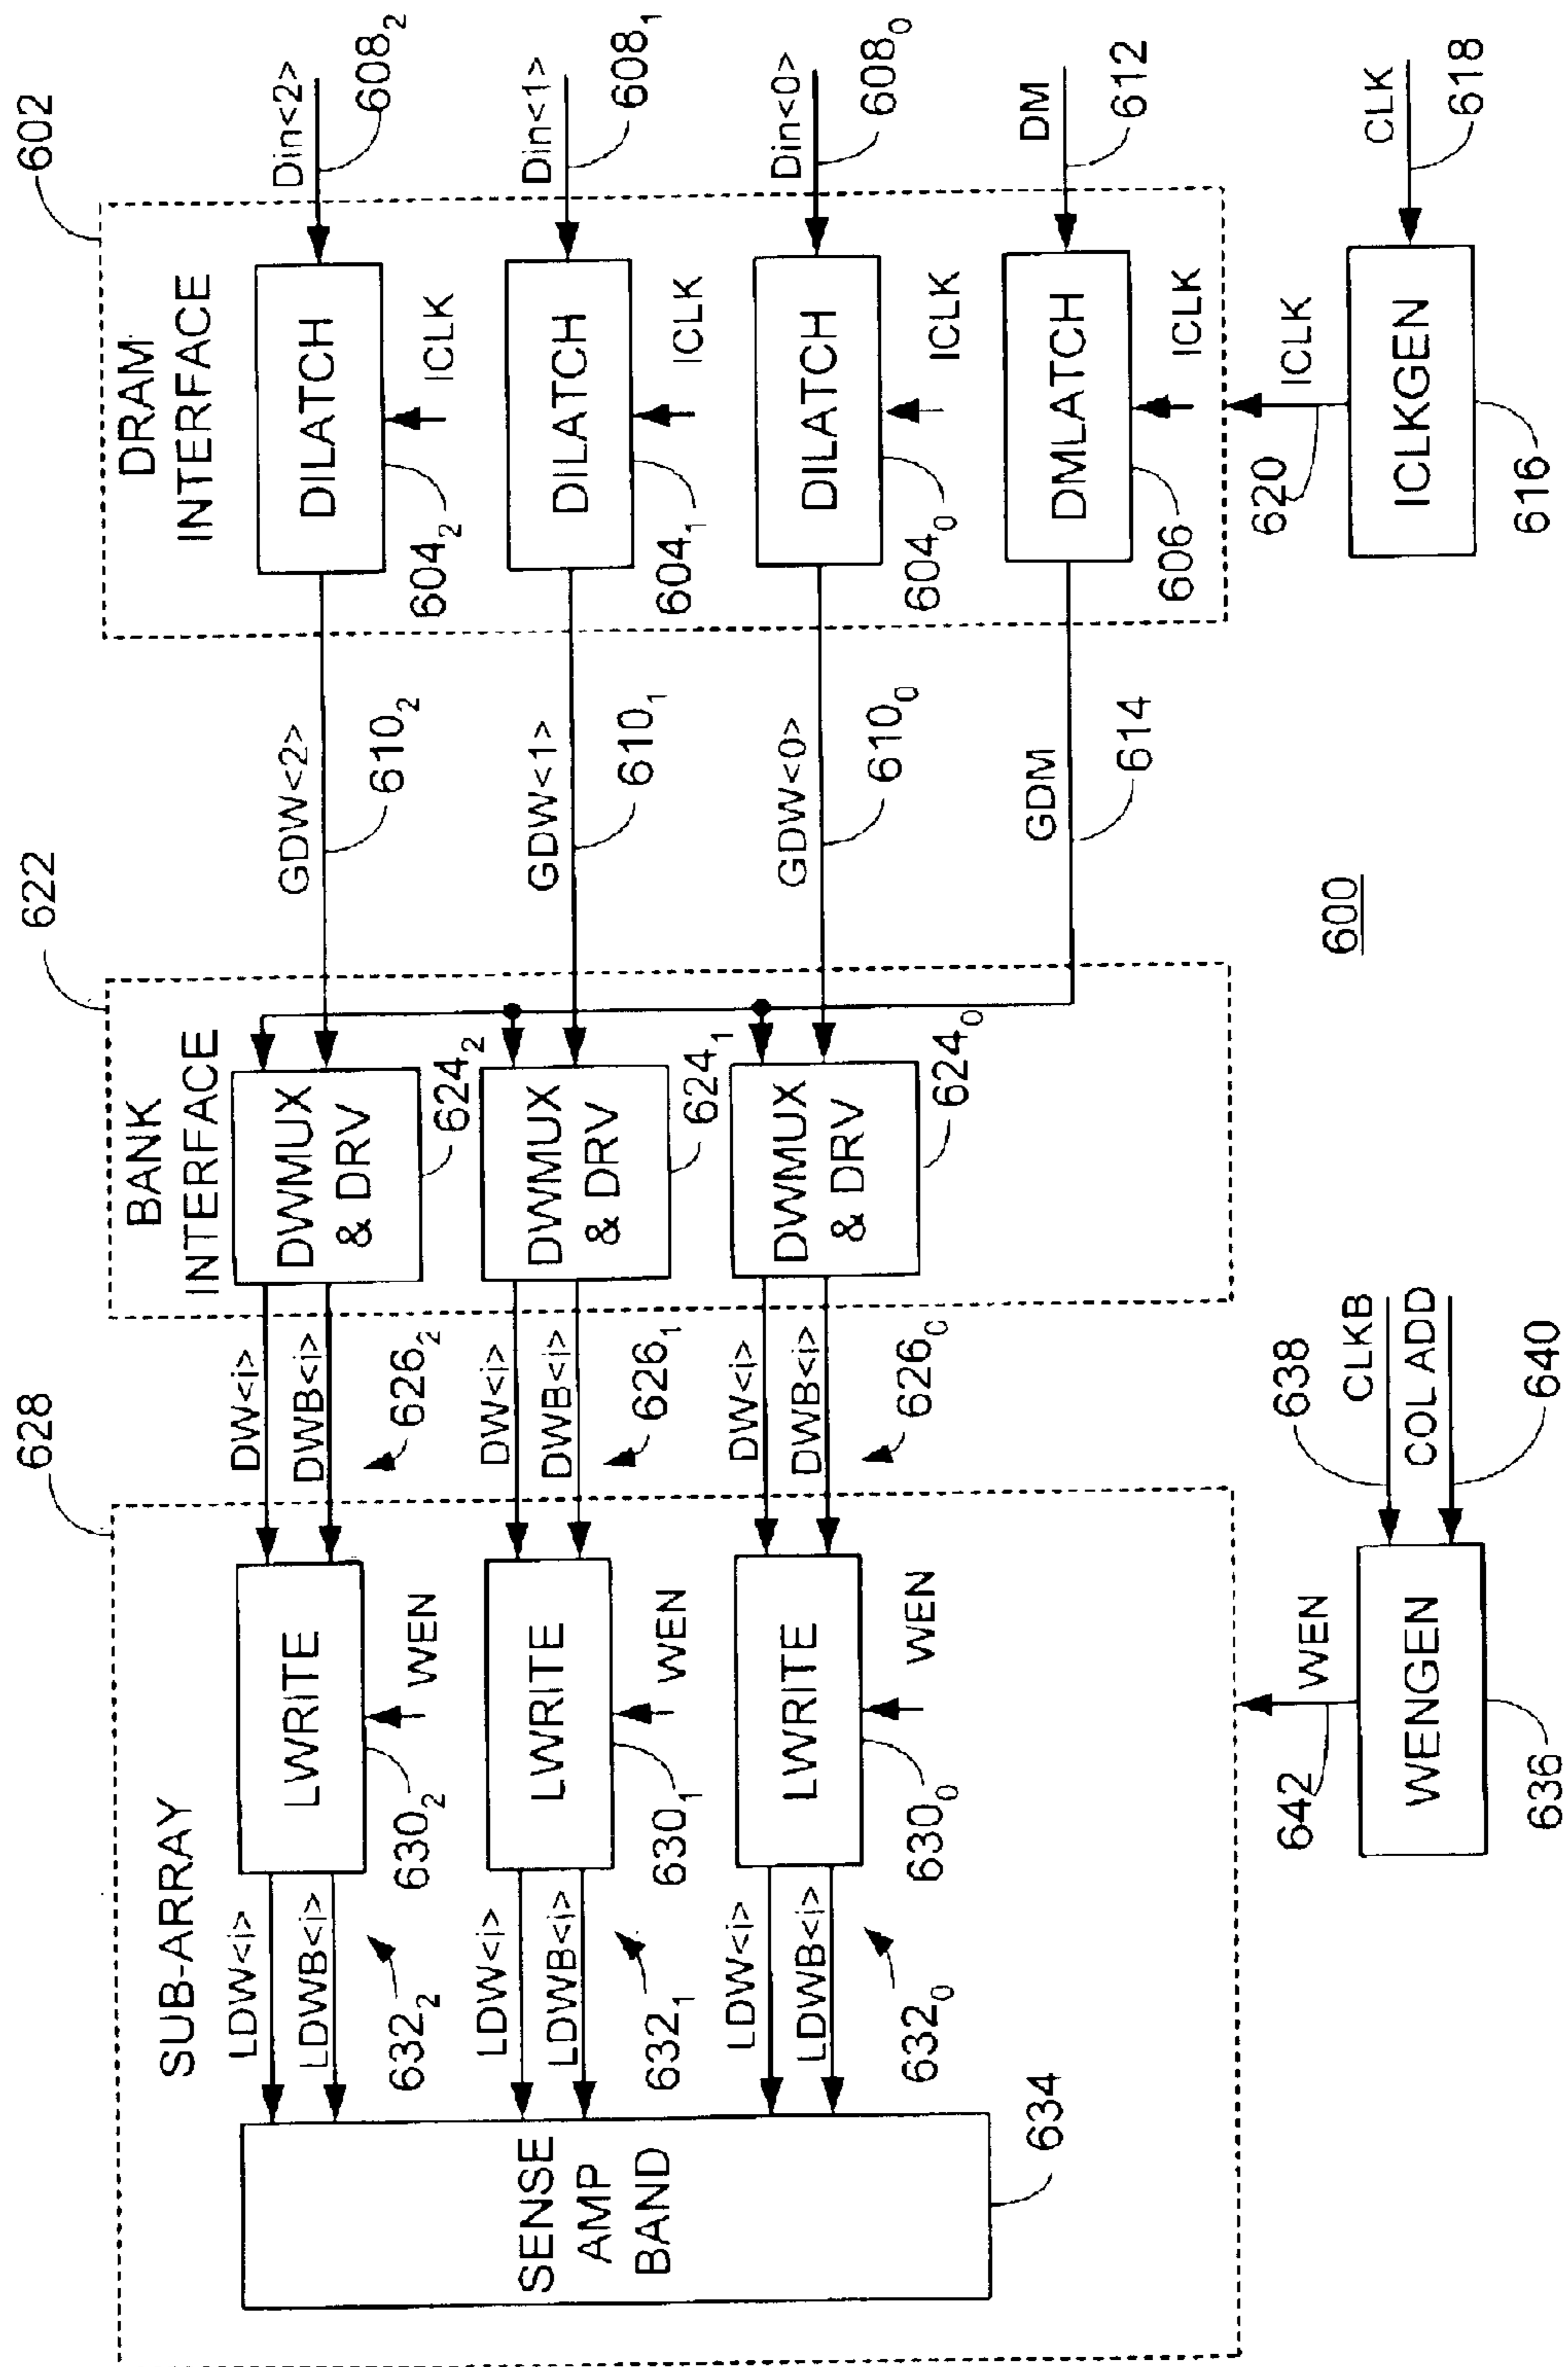 602
DRAM
INTERFACE
Din<2>
608₂
DILATCH
ICLK
604₂
Din<1>
608₁
DILATCH
ICLK
604₁
Din<0>
608₀
DILATCH
ICLK
604₀
DM
612
DMLATCH
ICLK
606
CLK
618
ICLK
620
ICLKGEN
616
GDW<2>
610₂
GDW<1>
610₁
GDW<0>
610₀
GDM
614
600
622
BANK
INTERFACE
DWMUX
& DRV
624₂
DWMUX
& DRV
624₁
DWMUX
& DRV
624₀
DW<i>
DWB<i>
626₂
DW<i>
DWB<i>
626₁
DW<i>
DWB<i>
626₀
628
SUB-ARRAY
LWRITE
WEN
630₂
LWRITE
WEN
630₁
LWRITE
WEN
630₀
LDW<i>
LDWB<i>
632₂
LDW<i>
LDWB<i>
632₁
LDW<i>
LDWB<i>
632₀
SENSE
AMP
BAND
634
638
CLKB
COL ADD
640
WEN
642
WENGEN
636